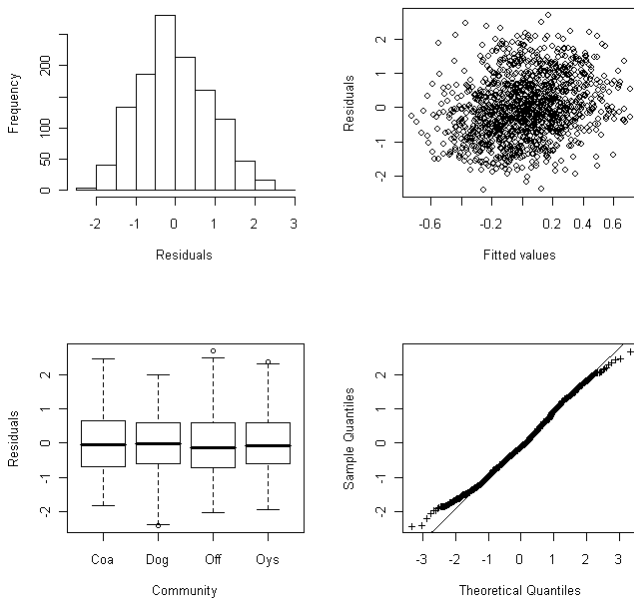 Frequency
0
50
100
200
-2 -1 0 1 2 3
Residuals
Residuals
-2
-1
0
1
2
-0.6 -0.2 0.2 0.4 0.6
Fitted values
Residuals
-2
-1
0
1
2
Coa Dog Off Oys
Community
Sample Quantiles
-2
-1
0
1
2
-3 -2 -1 0 1 2 3
Theoretical Quantiles